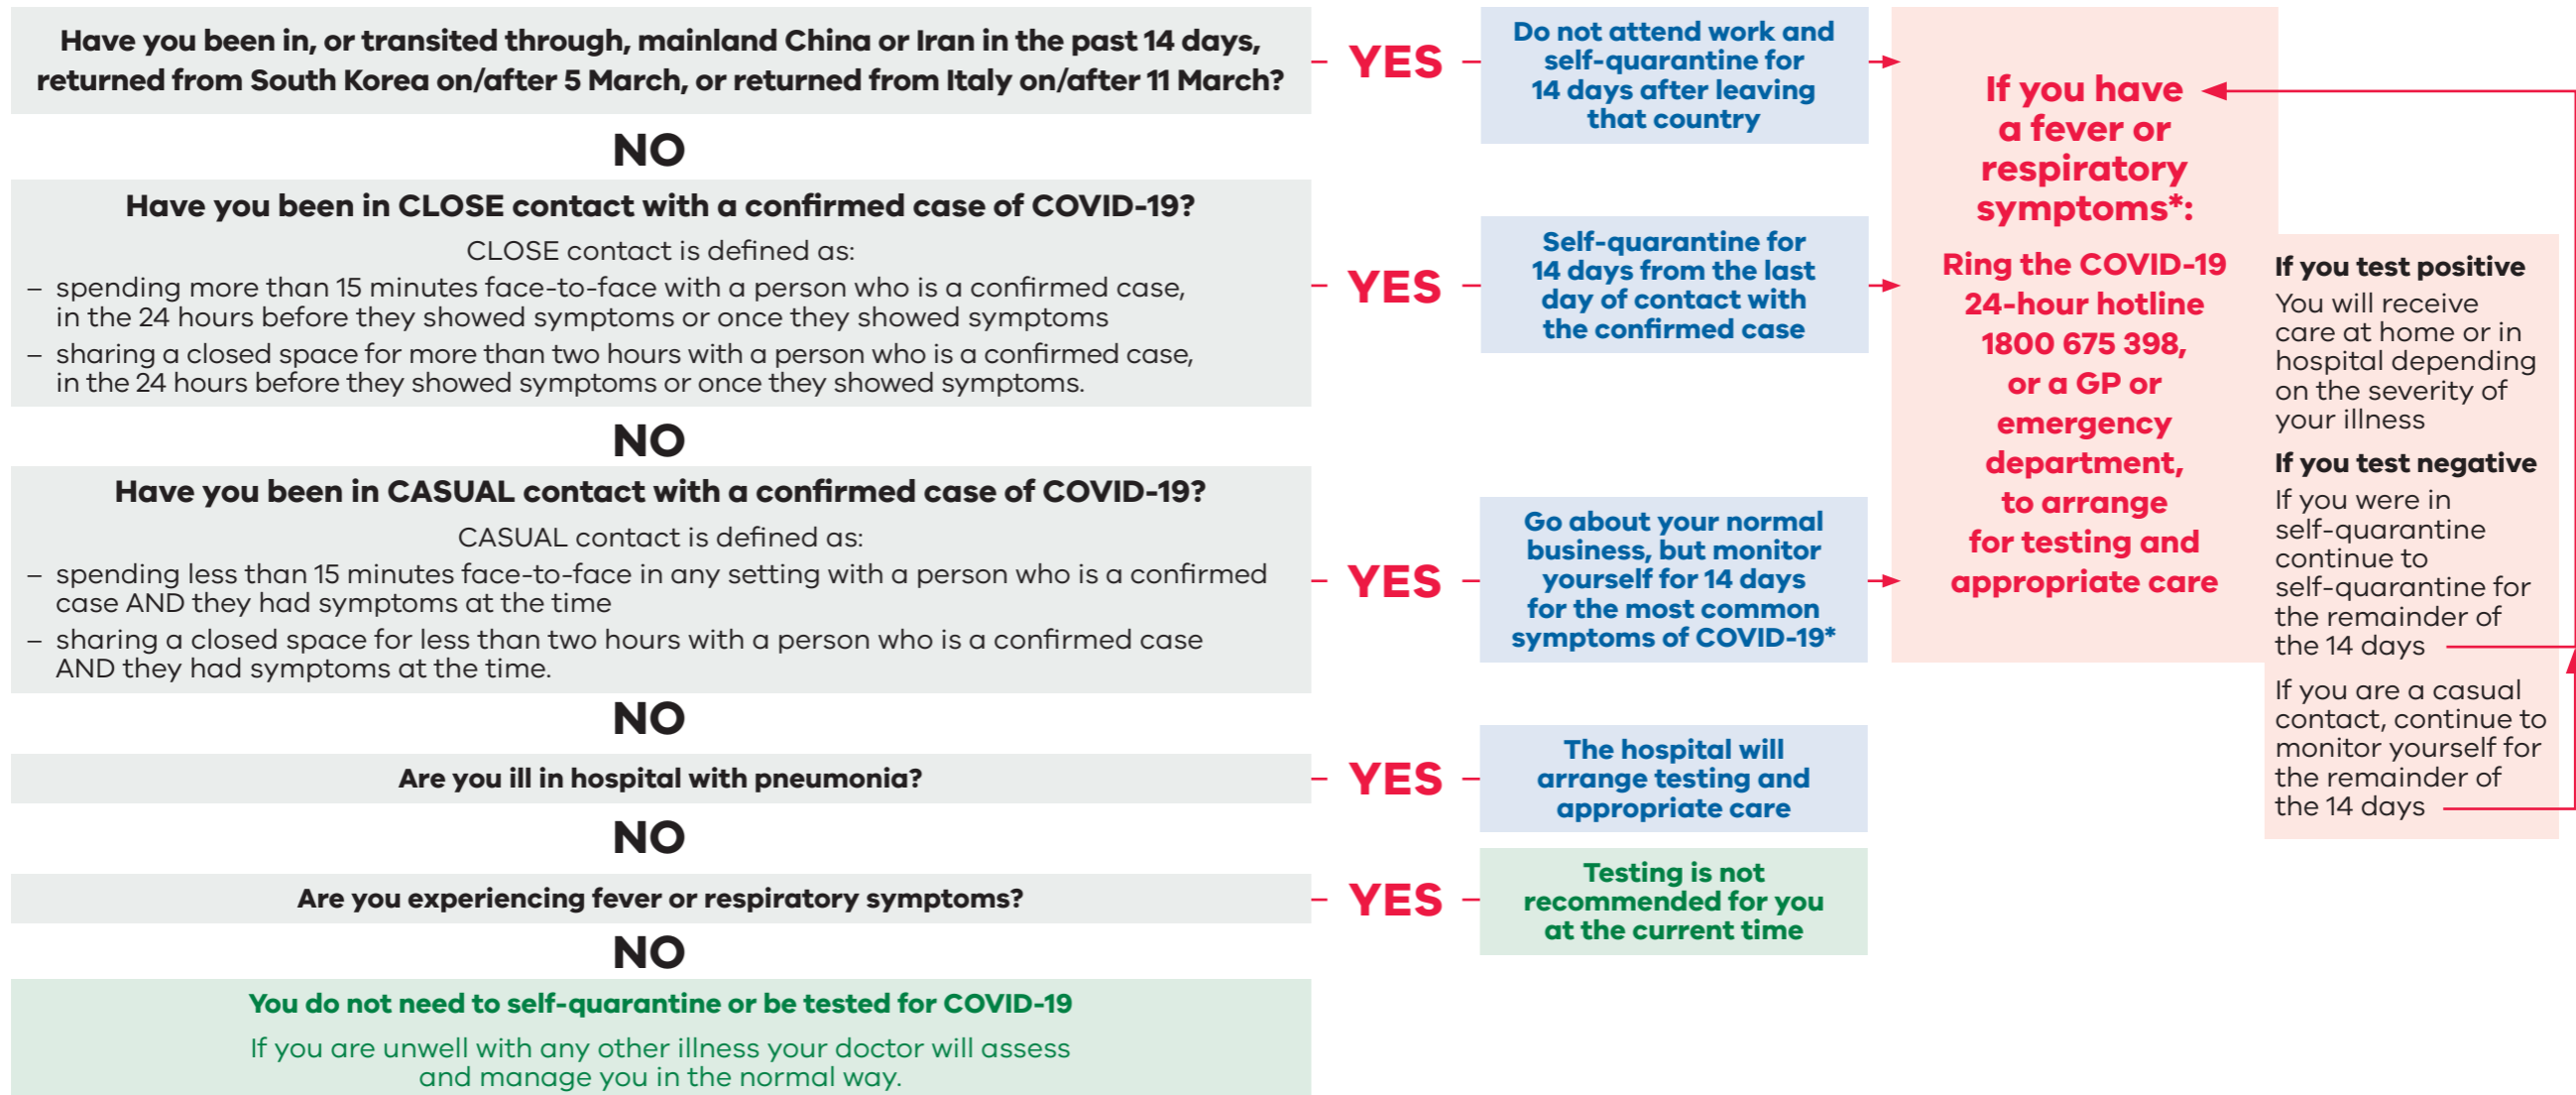 Have you been in, or transited through, mainland China or Iran in the past 14 days,
returned from South Korea on/after 5 March, or returned from Italy on/after 11 March?
YES
Do not attend work and
self-quarantine for
14 days after leaving
that country
NO
Have you been in CLOSE contact with a confirmed case of COVID-19?
CLOSE contact is defined as:
– spending more than 15 minutes face-to-face with a person who is a confirmed case,
in the 24 hours before they showed symptoms or once they showed symptoms
– sharing a closed space for more than two hours with a person who is a confirmed case,
in the 24 hours before they showed symptoms or once they showed symptoms.
YES
Self-quarantine for
14 days from the last
day of contact with
the confirmed case
NO
Have you been in CASUAL contact with a confirmed case of COVID-19?
CASUAL contact is defined as:
– spending less than 15 minutes face-to-face in any setting with a person who is a confirmed
case AND they had symptoms at the time
– sharing a closed space for less than two hours with a person who is a confirmed case
AND they had symptoms at the time.
YES
Go about your normal
business, but monitor
yourself for 14 days
for the most common
symptoms of COVID-19*
NO
Are you ill in hospital with pneumonia?
YES
The hospital will
arrange testing and
appropriate care
NO
Are you experiencing fever or respiratory symptoms?
YES
Testing is not
recommended for you
at the current time
NO
You do not need to self-quarantine or be tested for COVID-19
If you are unwell with any other illness your doctor will assess
and manage you in the normal way.
If you have
a fever or
respiratory
symptoms*:
Ring the COVID-19
24-hour hotline
1800 675 398,
or a GP or
emergency
department,
to arrange
for testing and
appropriate care
If you test positive
You will receive
care at home or in
hospital depending
on the severity of
your illness
If you test negative
If you were in
self-quarantine
continue to
self-quarantine for
the remainder of
the 14 days
If you are a casual
contact, continue to
monitor yourself for
the remainder of
the 14 days